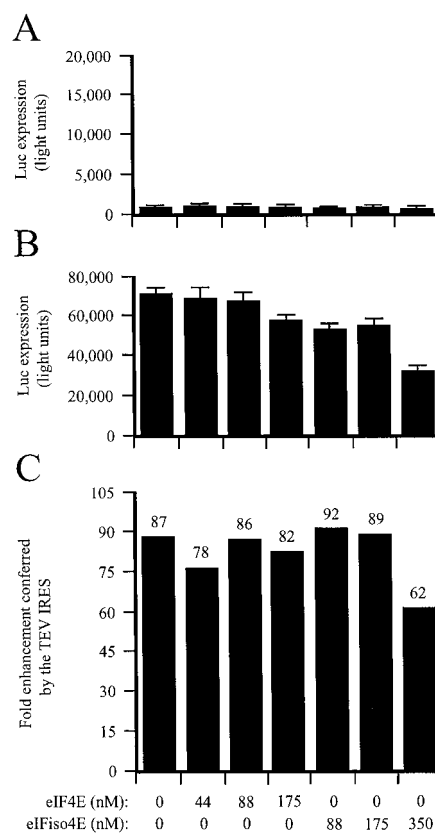 A
20,000
15,000
10,000
5,000
0
Luc expression
(light units)
B
80,000
60,000
40,000
20,000
0
Luc expression
(light units)
C
105
90
75
60
45
30
15
0
Fold enhancement conferred
by the TEV IRES
87 78 86 82 92 89 62
eIF4E (nM): 0 44 88 175 0 0 0
eIFiso4E (nM): 0 0 0 0 88 175 350